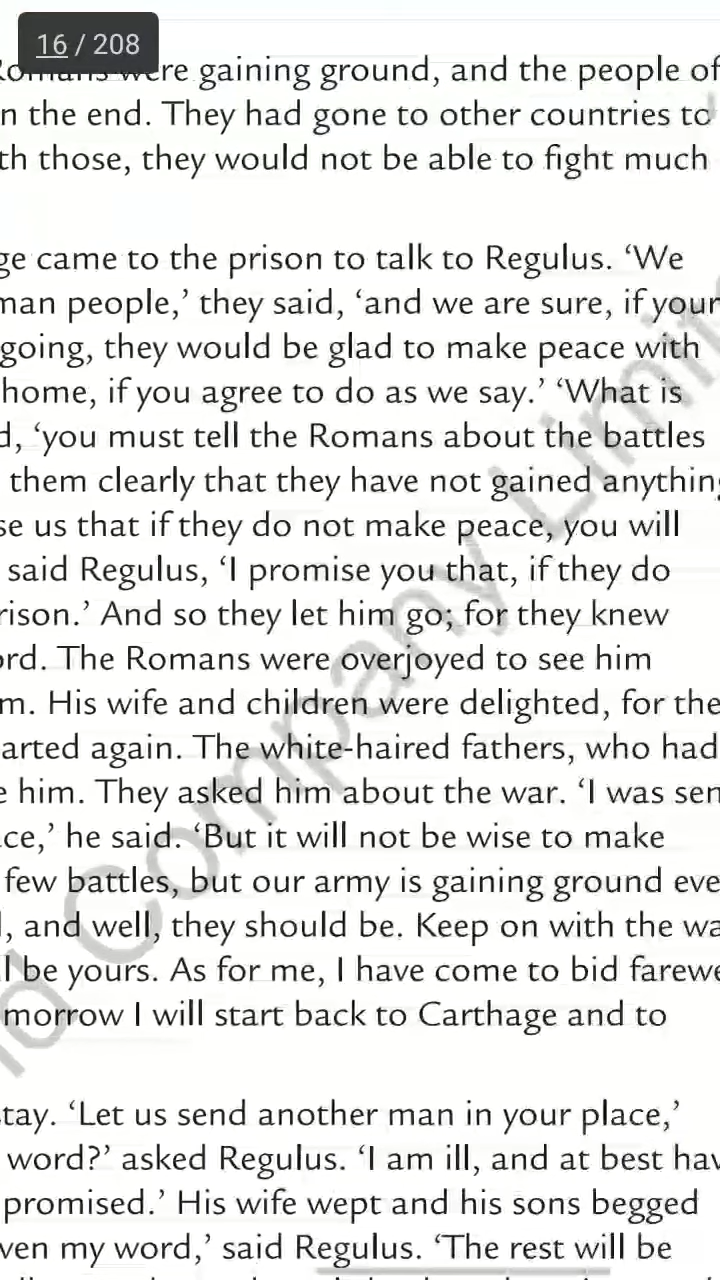 16 / 208
Romans were gaining ground, and the people of
n the end. They had gone to other countries to
th those, they would not be able to fight much
ge came to the prison to talk to Regulus. ‘We
man people,’ they said, ‘and we are sure, if your
going, they would be glad to make peace with
home, if you agree to do as we say.’ ‘What is
d, ‘you must tell the Romans about the battles
them clearly that they have not gained anything
se us that if they do not make peace, you will
said Regulus, ‘I promise you that, if they do
rison.’ And so they let him go; for they knew
ord. The Romans were overjoyed to see him
m. His wife and children were delighted, for the
arted again. The white-haired fathers, who had
e him. They asked him about the war. ‘I was sen
ce,’ he said. ‘But it will not be wise to make
few battles, but our army is gaining ground eve
, and well, they should be. Keep on with the wa
l be yours. As for me, I have come to bid farewe
morrow I will start back to Carthage and to
tay. ‘Let us send another man in your place,’
word?’ asked Regulus. ‘I am ill, and at best hav
promised.’ His wife wept and his sons begged
ven my word,’ said Regulus. ‘The rest will be
d Company Limite